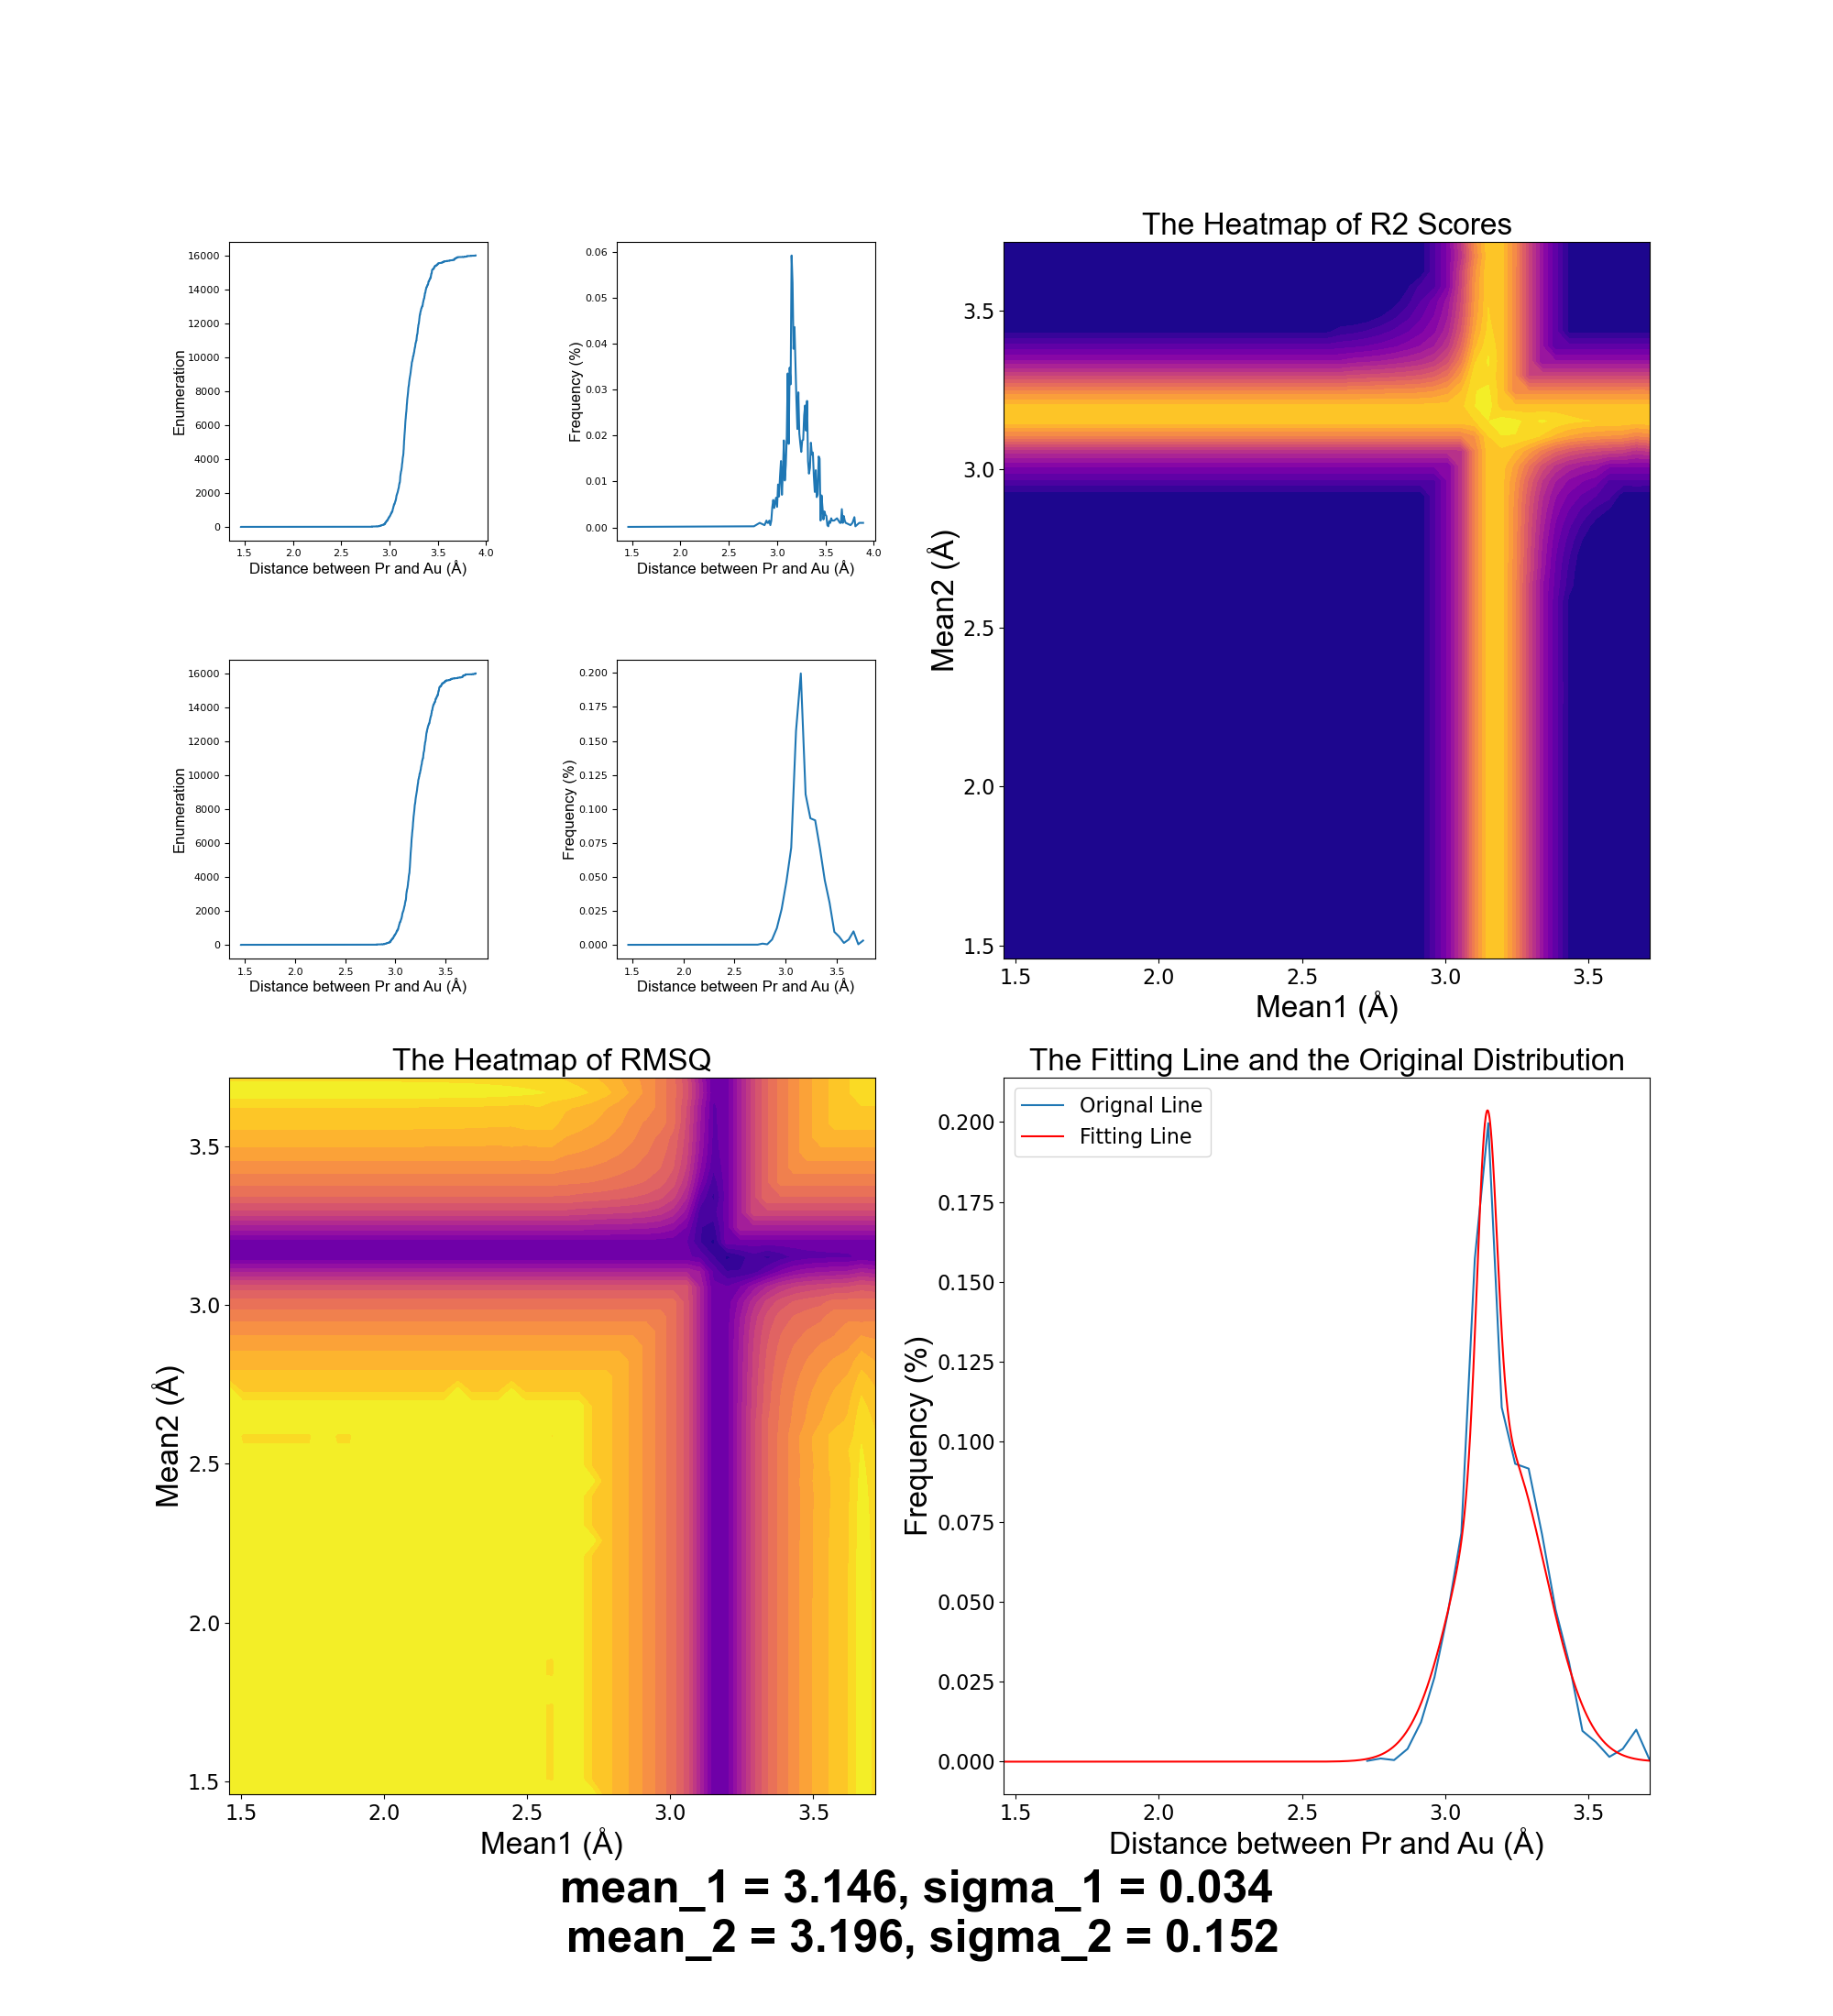 16000
14000
12000
10000
8000
6000
4000
2000
0
Enumeration
1.5 2.0 2.5 3.0 3.5 4.0
Distance between Pr and Au (Å)
0.06
0.05
0.04
0.03
0.02
0.01
0.00
Frequency (%)
1.5 2.0 2.5 3.0 3.5 4.0
Distance between Pr and Au (Å)
The Heatmap of R2 Scores
3.5
3.0
2.5
2.0
1.5
Mean2 (Å)
1.5 2.0 2.5 3.0 3.5
Mean1 (Å)
16000
14000
12000
10000
8000
6000
4000
2000
0
Enumeration
1.5 2.0 2.5 3.0 3.5
Distance between Pr and Au (Å)
0.200
0.175
0.150
0.125
0.100
0.075
0.050
0.025
0.000
Frequency (%)
1.5 2.0 2.5 3.0 3.5
Distance between Pr and Au (Å)
The Heatmap of RMSQ
3.5
3.0
2.5
2.0
1.5
Mean2 (Å)
1.5 2.0 2.5 3.0 3.5
Mean1 (Å)
The Fitting Line and the Original Distribution
Orignal Line
Fitting Line
0.200
0.175
0.150
0.125
0.100
0.075
0.050
0.025
0.000
Frequency (%)
1.5 2.0 2.5 3.0 3.5
Distance between Pr and Au (Å)
mean_1 = 3.146, sigma_1 = 0.034
mean_2 = 3.196, sigma_2 = 0.152